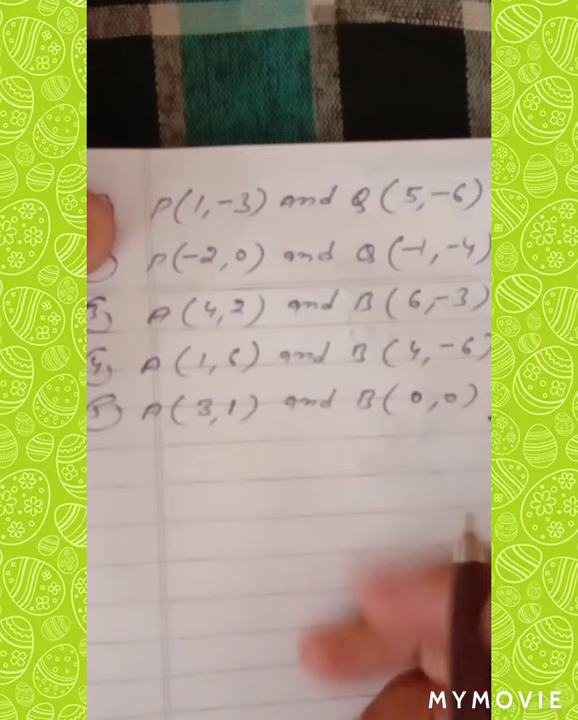 P(1,-3) and Q(5,-6)
P(-2,0) and Q(-1,-4)
3) A(4,2) and B(6,-3)
4) A(1,6) and B(4,-6)
5) A(3,1) and B(0,0).
MYMOVIE